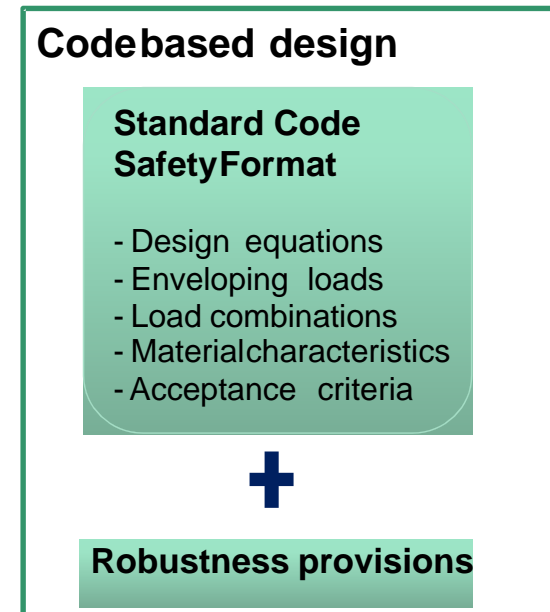 Codebased design
Standard Code
SafetyFormat
- Design equations
- Enveloping loads
- Load combinations
- Materialcharacteristics
- Acceptance criteria
Robustness provisions